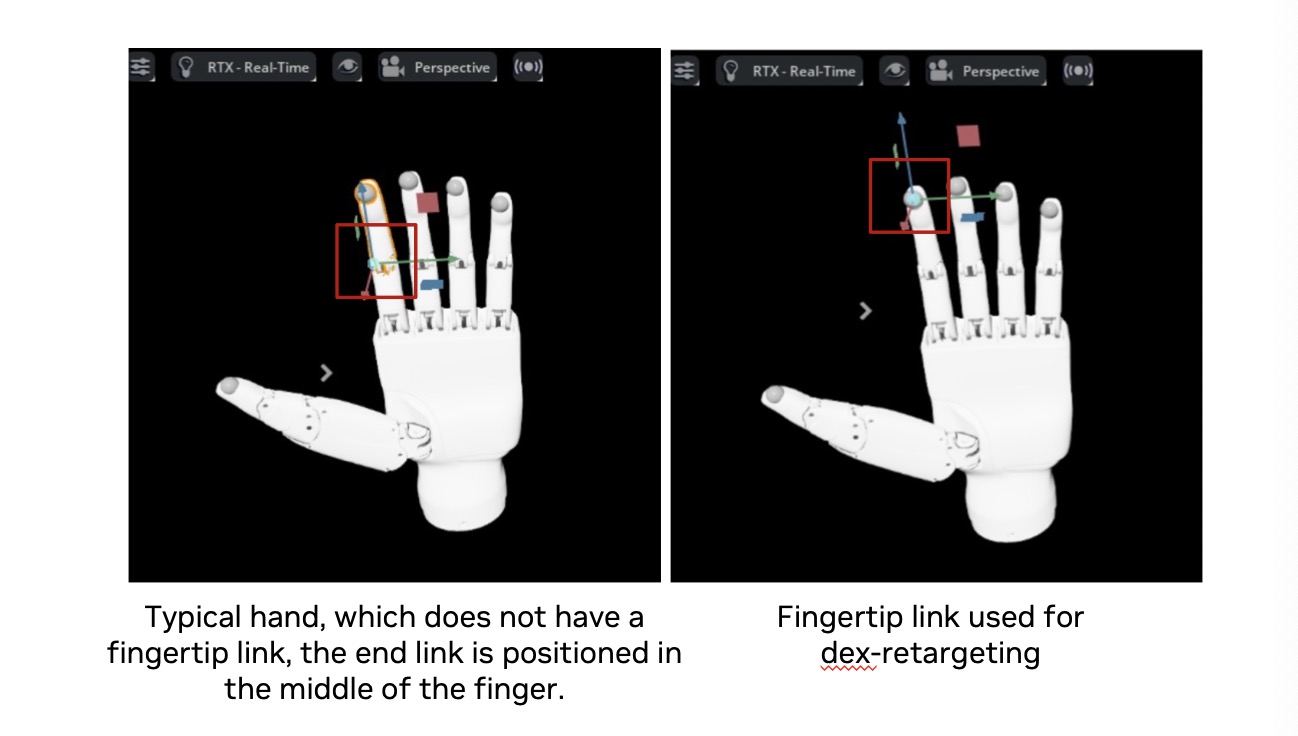 RTX - Real-Time
Perspective
RTX - Real-Time
Perspective
Typical hand, which does not have a
fingertip link, the end link is positioned in
the middle of the finger.
Fingertip link used for
dex-retargeting